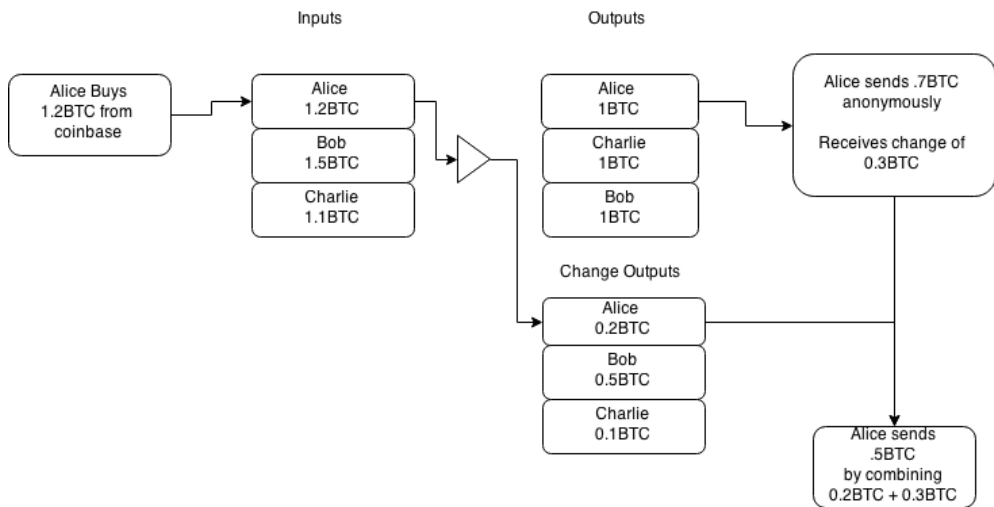 Inputs
Outputs
Alice Buys
1.2BTC from
coinbase
Alice
1.2BTC
Bob
1.5BTC
Charlie
1.1BTC
Alice
1BTC
Charlie
1BTC
Bob
1BTC
Alice sends .7BTC
anonymously
Receives change of
0.3BTC
Change Outputs
Alice
0.2BTC
Bob
0.5BTC
Charlie
0.1BTC
Alice sends
.5BTC
by combining
0.2BTC + 0.3BTC